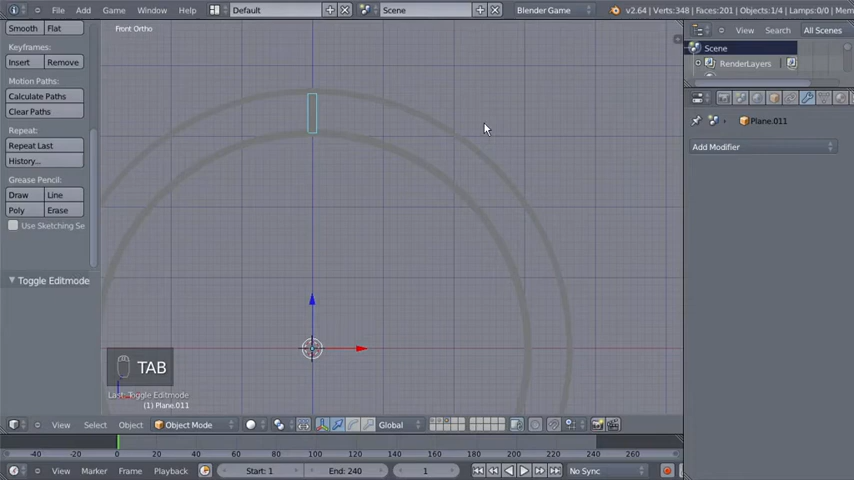 File Add Game Window Help Default Scene Blender Game v2.64 | Verts:348 | Faces:201 | Objects:1/4 | Lamps:0/1 | Mem
Smooth Flat
Front Ortho
View Search All Scenes
Keyframes:
Scene
Insert Remove
RenderLayers
Motion Paths:
Calculate Paths
Clear Paths
Plane.011
Repeat:
Repeat Last
Add Modifier
History...
Grease Pencil:
Draw Line
Poly Erase
Use Sketching Se
Toggle Editmode
TAB
Last: Toggle Editmode
(1) Plane.011
View Select Object Object Mode Global
-40 -20 0 20 40 60 80 100 120 140 160 180 200 220 240 260
View Marker Frame Playback Start: 1 End: 240 1 No Sync